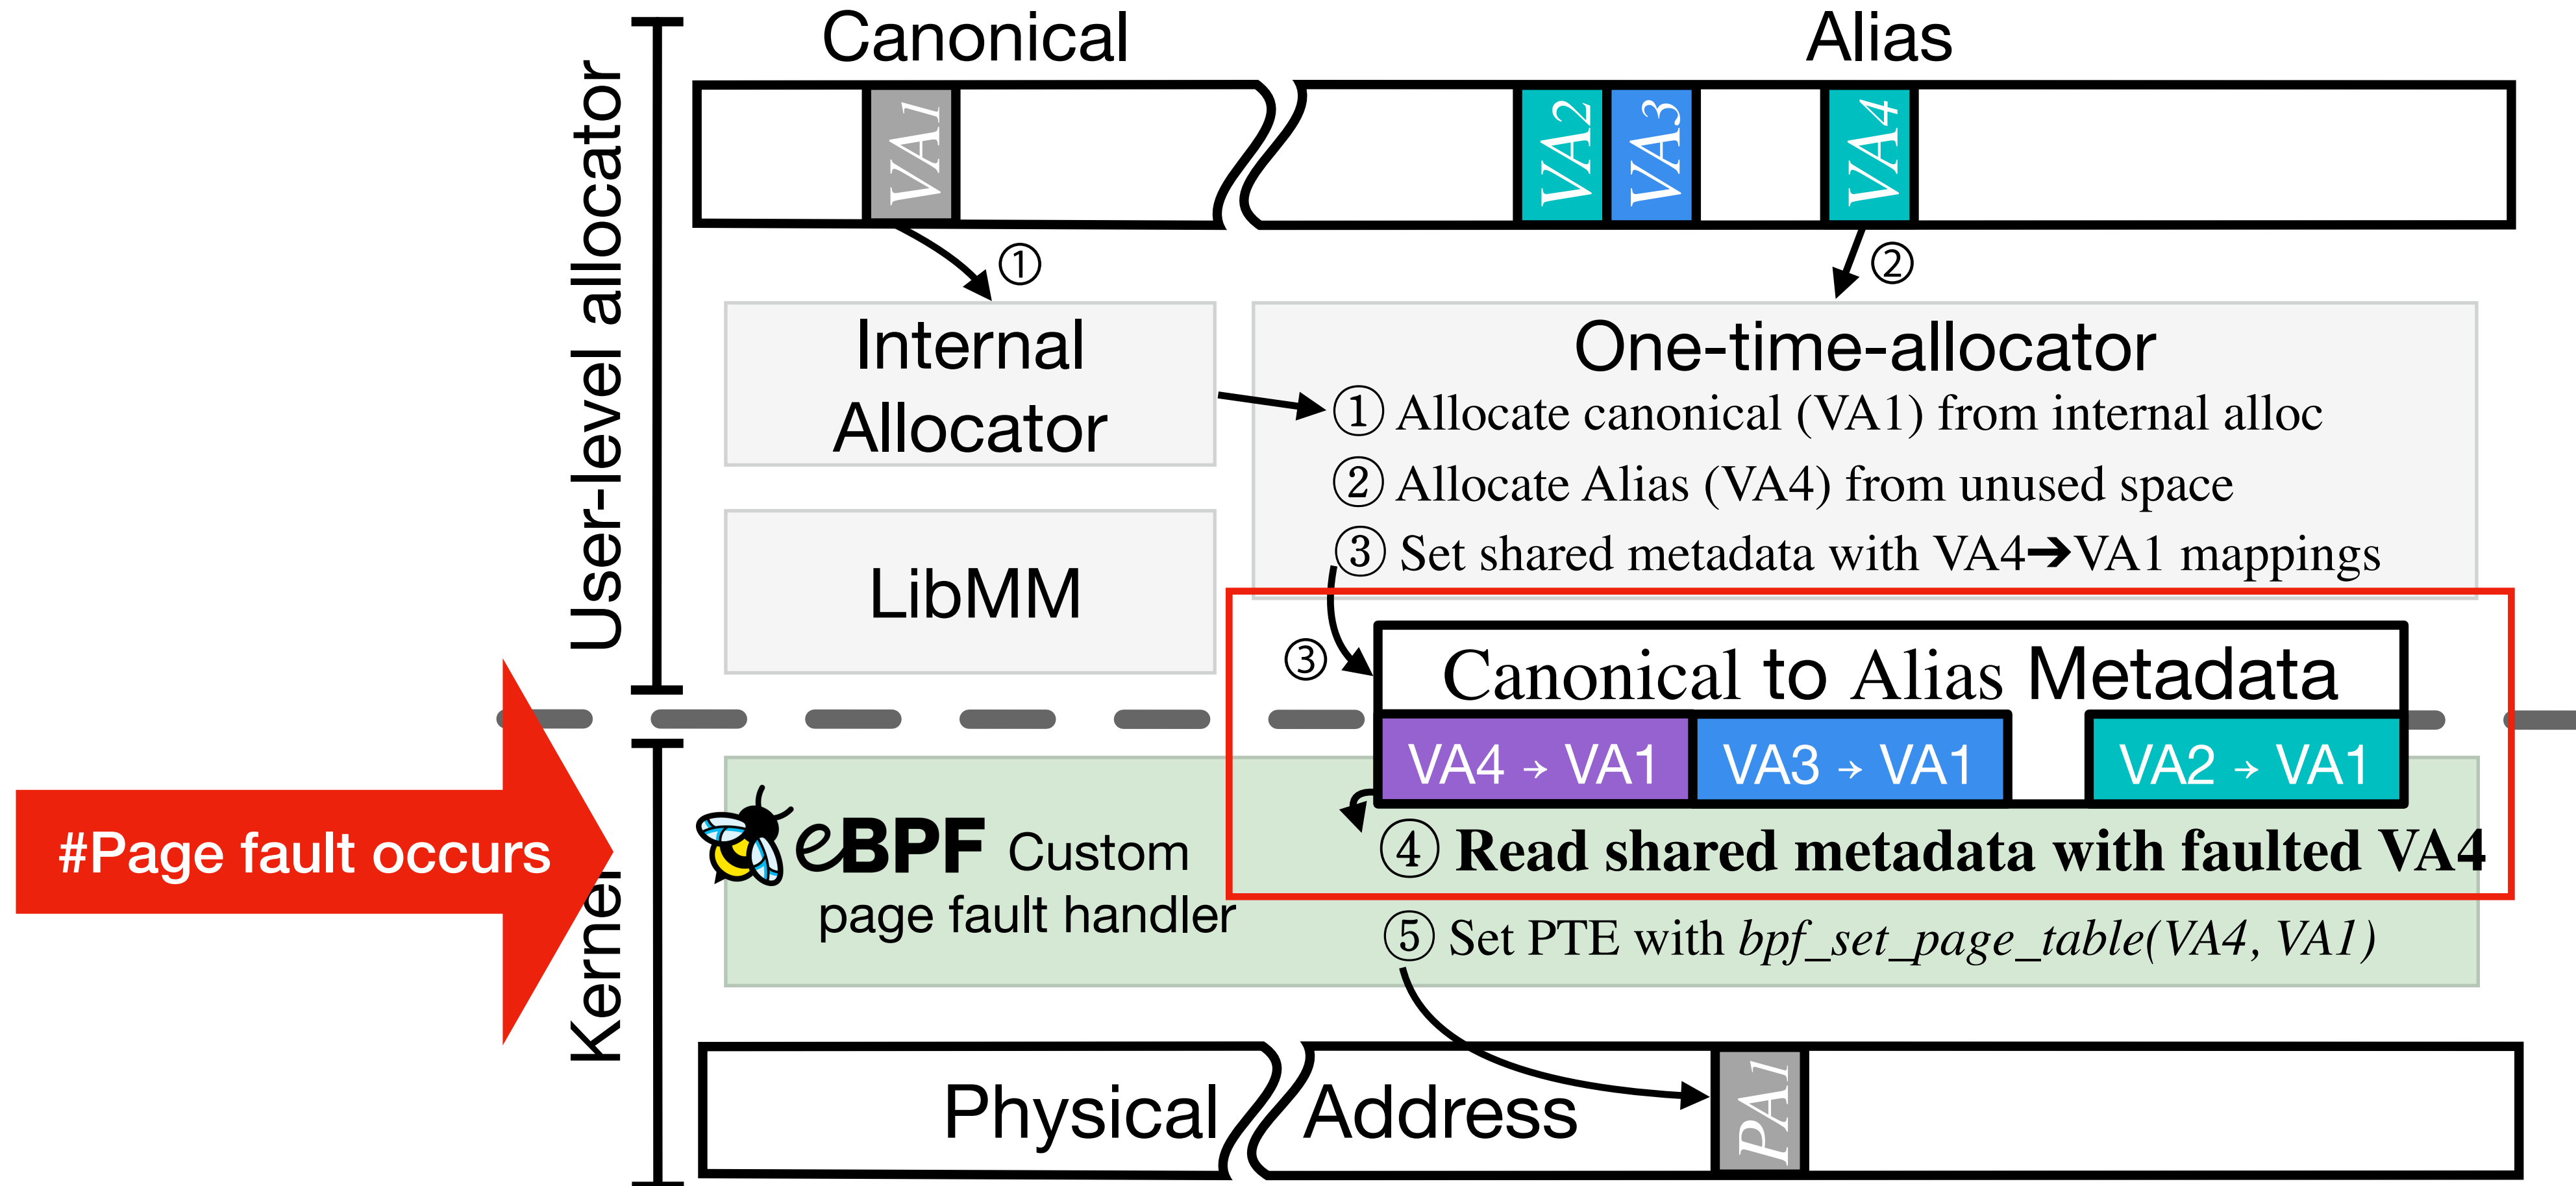 Canonical
Alias
User-level allocator
VA1
VA2
VA3
VA4
①
②
Internal
Allocator
One-time-allocator
① Allocate canonical (VA1) from internal alloc
② Allocate Alias (VA4) from unused space
③ Set shared metadata with VA4➔VA1 mappings
LibMM
③
Canonical to Alias Metadata
VA4 → VA1
VA3 → VA1
VA2 → VA1
#Page fault occurs
Kernel
eBPF Custom
page fault handler
④ Read shared metadata with faulted VA4
⑤ Set PTE with bpf_set_page_table(VA4, VA1)
Physical Address
PA1